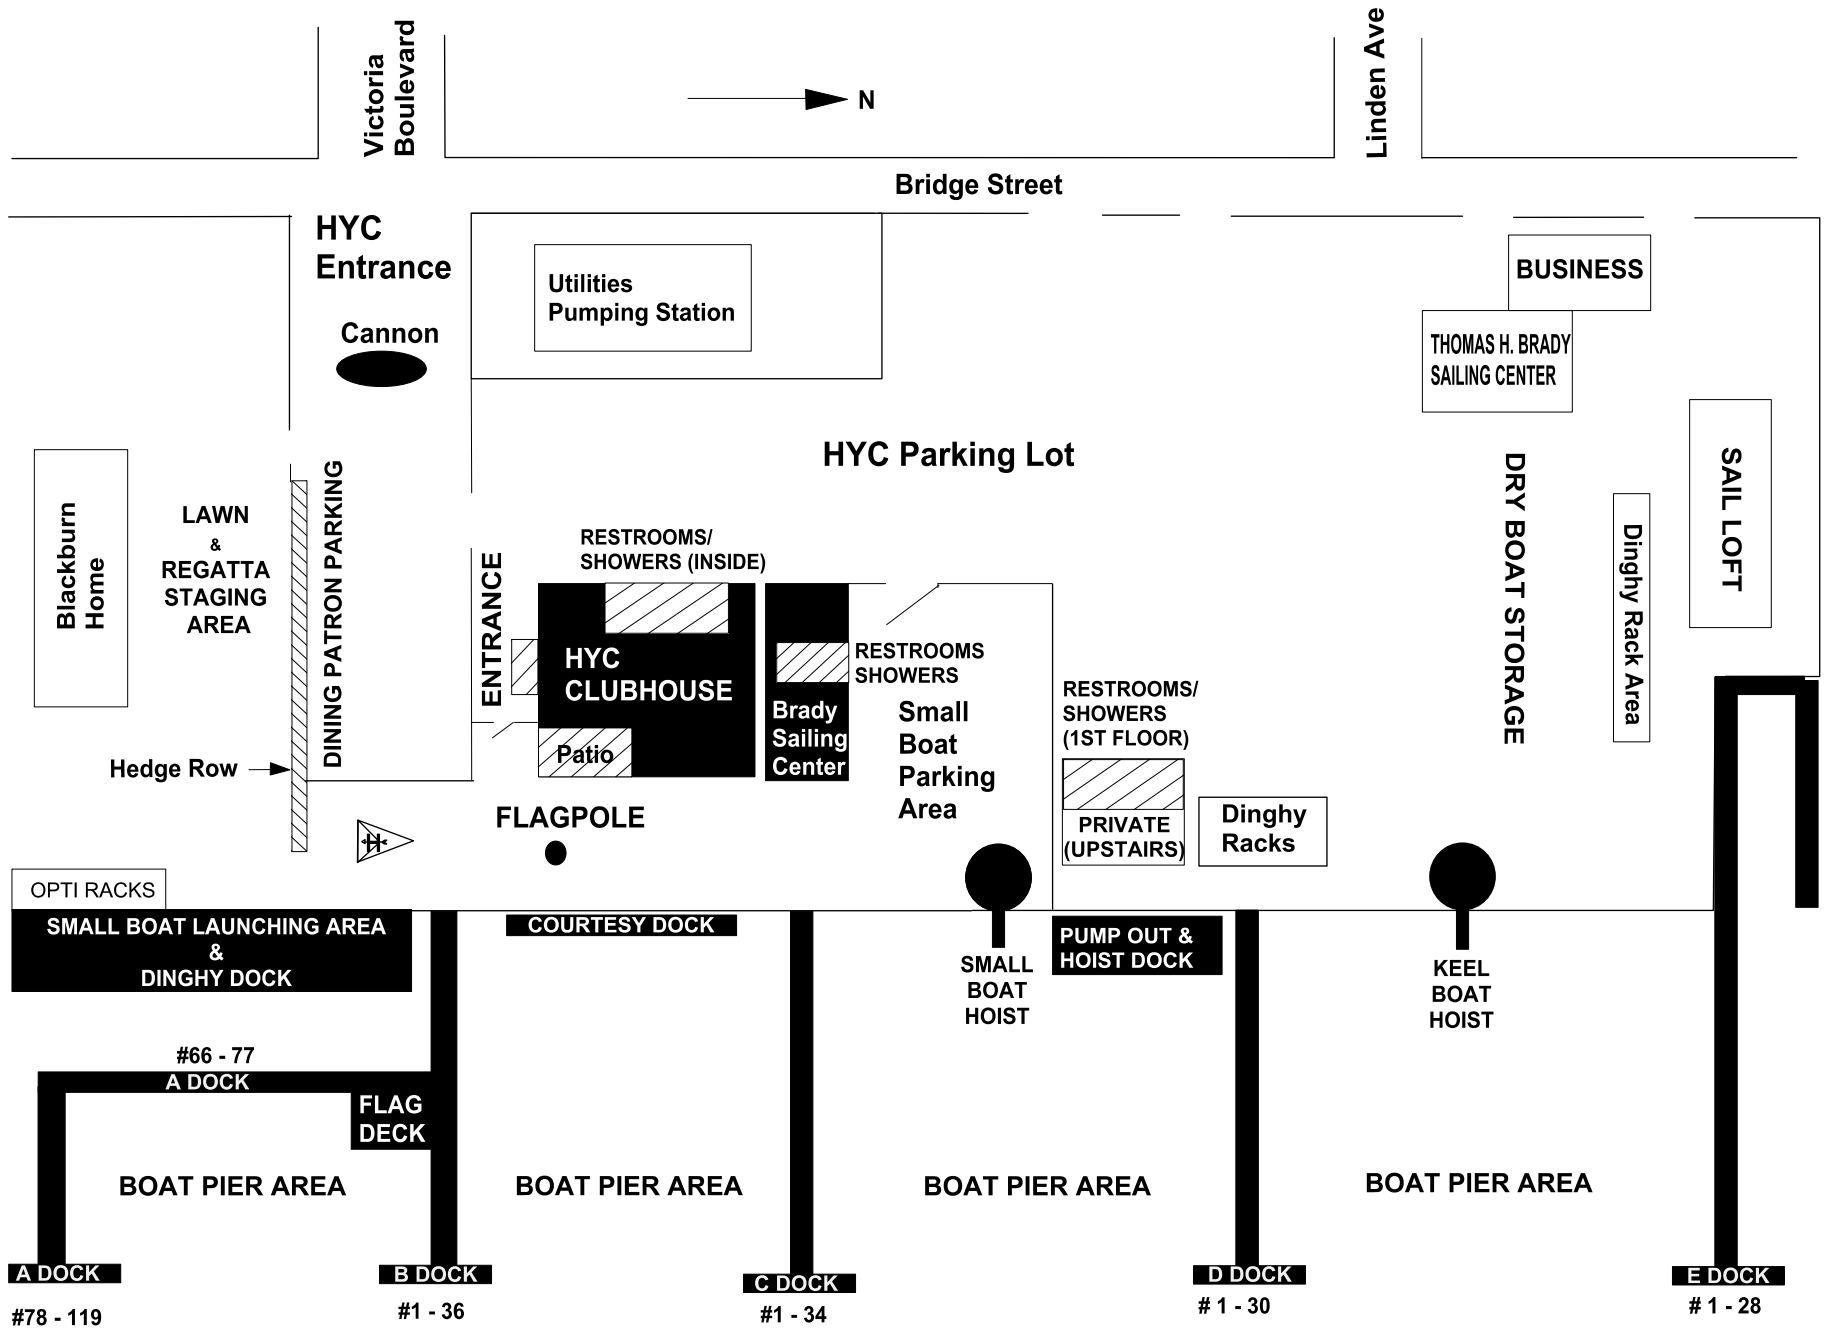 Victoria
Boulevard
N
Linden Ave
Bridge Street
HYC
Entrance
Cannon
Utilities
Pumping Station
BUSINESS
THOMAS H. BRADY
SAILING CENTER
HYC Parking Lot
Blackburn
Home
LAWN
&
REGATTA
STAGING
AREA
DINING PATRON PARKING
ENTRANCE
RESTROOMS/
SHOWERS (INSIDE)
HYC
CLUBHOUSE
Patio
RESTROOMS
SHOWERS
Brady
Sailing
Center
Small
Boat
Parking
Area
RESTROOMS/
SHOWERS
(1ST FLOOR)
PRIVATE
(UPSTAIRS)
Dinghy
Racks
DRY BOAT STORAGE
Dinghy Rack Area
SAIL LOFT
Hedge Row
H
FLAGPOLE
OPTI RACKS
SMALL BOAT LAUNCHING AREA
&
DINGHY DOCK
COURTESY DOCK
SMALL
BOAT
HOIST
PUMP OUT &
HOIST DOCK
KEEL
BOAT
HOIST
#66 - 77
A DOCK
FLAG
DECK
BOAT PIER AREA
BOAT PIER AREA
BOAT PIER AREA
BOAT PIER AREA
A DOCK
#78 - 119
B DOCK
#1 - 36
C DOCK
#1 - 34
D DOCK
# 1 - 30
E DOCK
# 1 - 28